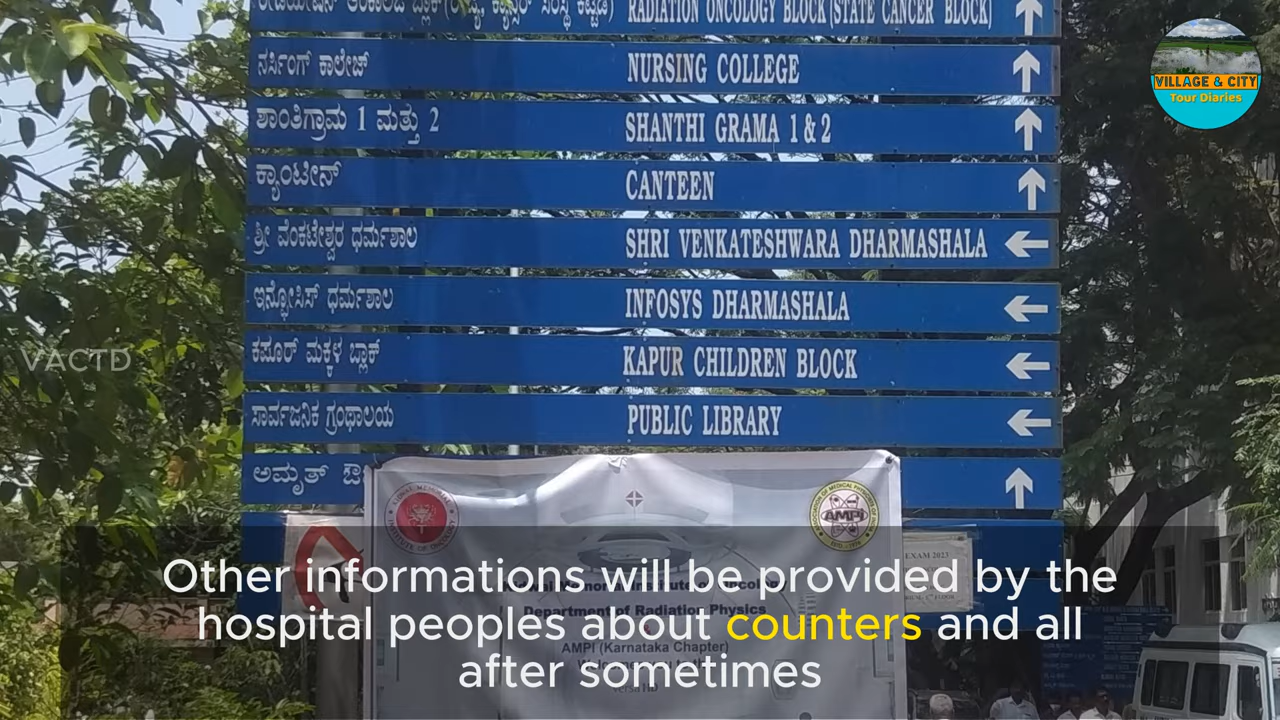 RADIATION ONCOLOGY BLOCK (STATE CANCER BLOCK)
ನರ್ಸಿಂಗ್ ಕಾಲೇಜ್ NURSING COLLEGE
ಶಾಂತಿಗ್ರಾಮ 1 ಮತ್ತು 2 SHANTHI GRAMA 1 & 2
ಕ್ಯಾಂಟೀನ್ CANTEEN
ಶ್ರೀ ವೆಂಕಟೇಶ್ವರ ಧರ್ಮಶಾಲ SHRI VENKATESHWARA DHARMASHALA
ಇನ್ಫೋಸಿಸ್ ಧರ್ಮಶಾಲ INFOSYS DHARMASHALA
ಕಪೂರ್ ಮಕ್ಕಳ ಬ್ಲಾಕ್ KAPUR CHILDREN BLOCK
ಸಾರ್ವಜನಿಕ ಗ್ರಂಥಾಲಯ PUBLIC LIBRARY
ಅಮೃತ್
VILLAGE & CITY
Tour Diaries
VACTD
AMPI
EXAM 2023
Department of Radiation Physics
AMPI (Karnataka Chapter)
Other informations will be provided by the
hospital peoples about counters and all
after sometimes